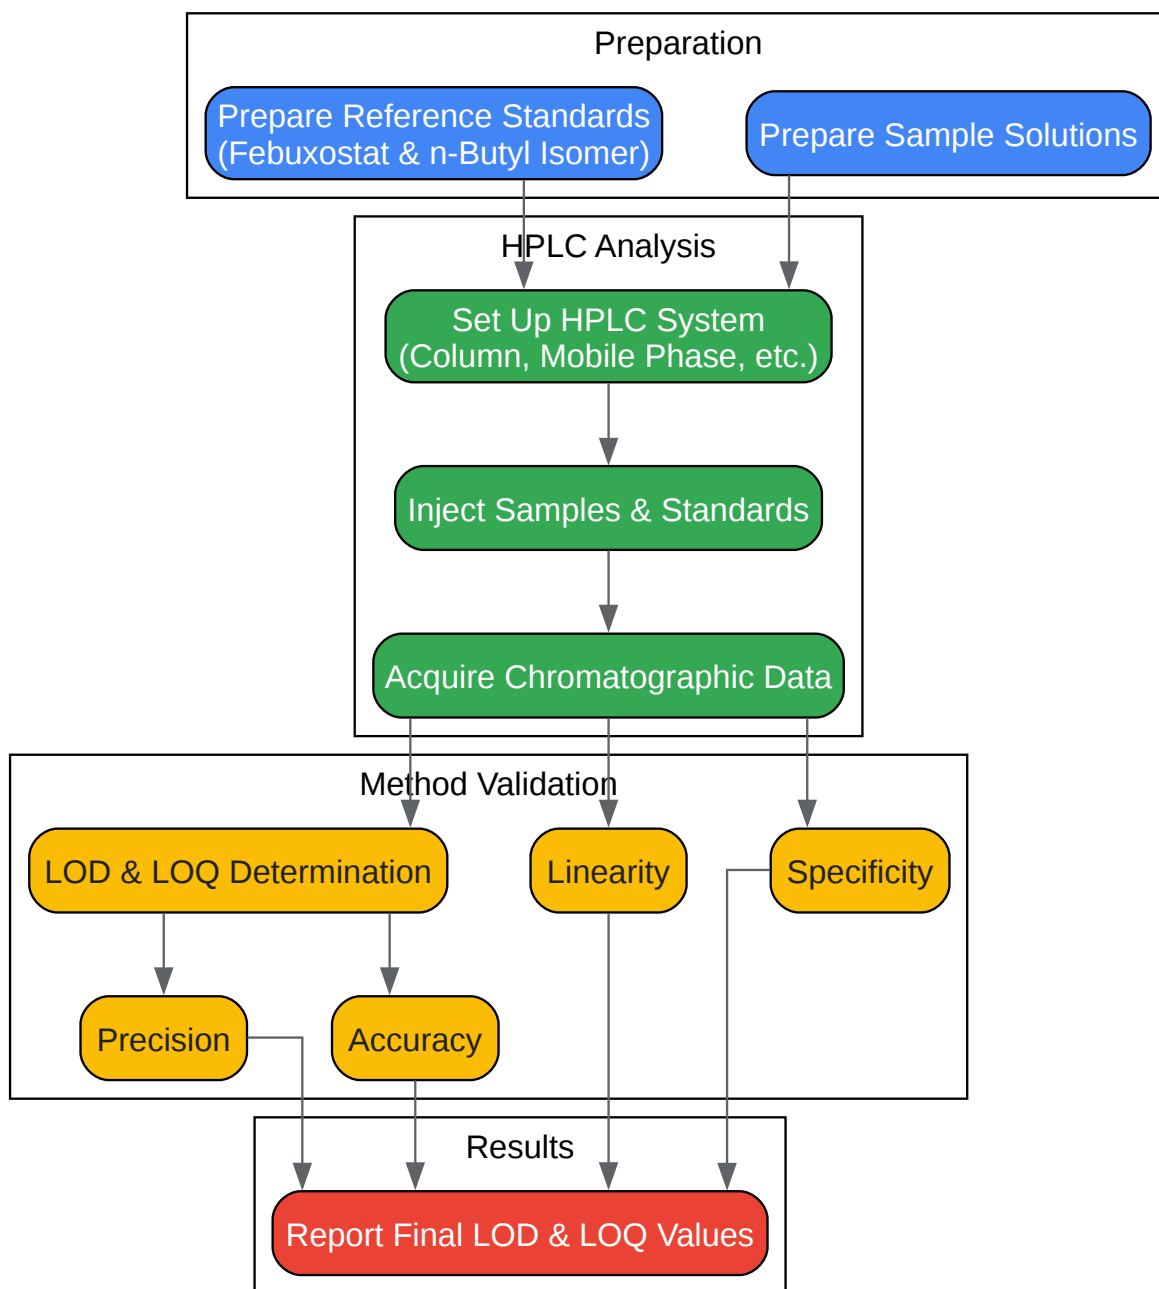 Preparation
Prepare Reference Standards
(Febuxostat & n-Butyl Isomer)
Prepare Sample Solutions
HPLC Analysis
Set Up HPLC System
(Column, Mobile Phase, etc.)
Inject Samples & Standards
Acquire Chromatographic Data
Method Validation
LOD & LOQ Determination
Linearity
Specificity
Precision
Accuracy
Results
Report Final LOD & LOQ Values